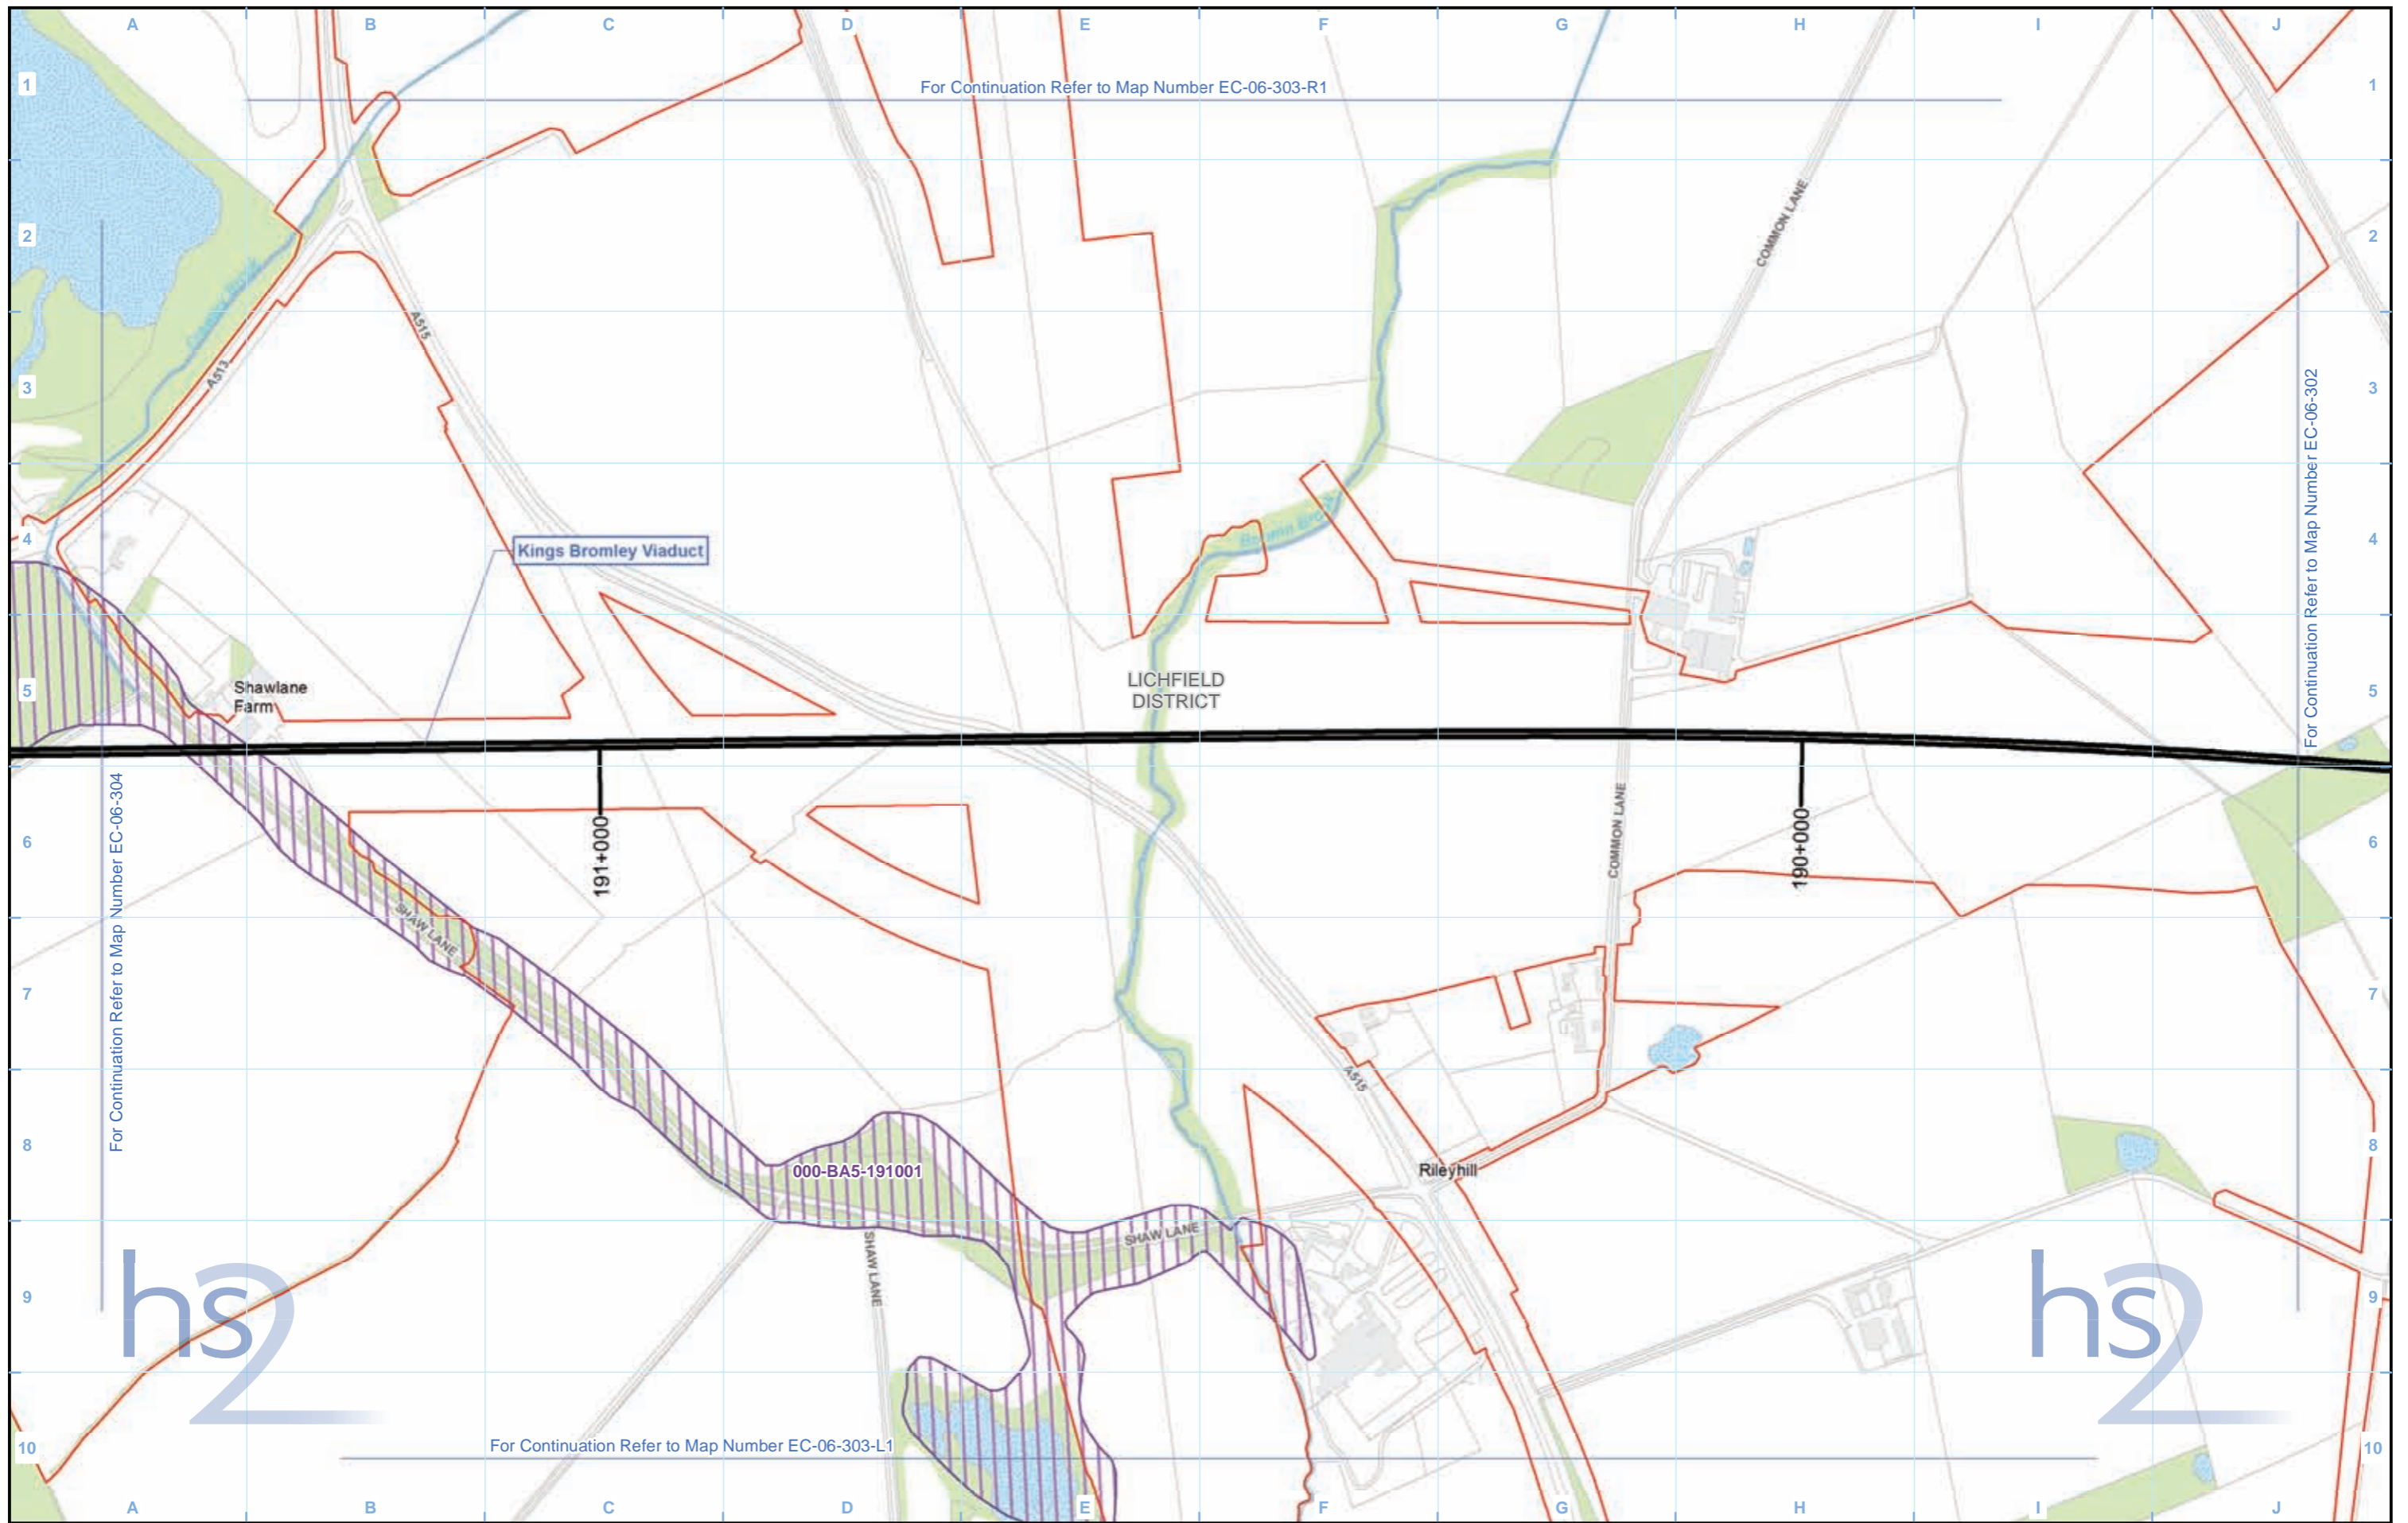 A B C D E F G H I J
1 1
For Continuation Refer to Map Number EC-06-303-R1
COMMON LANE
2 2
A515
A513
3 3
For Continuation Refer to Map Number EC-06-302
4 4
Kings Bromley Viaduct
Bourne Brook
5 5
Shawlane
Farm
LICHFIELD
DISTRICT
For Continuation Refer to Map Number EC-06-304
6 6
191+000
COMMON LANE
190+000
SHAW LANE
7 7
A515
8 8
000-BA5-191001
Rileyhill
SHAW LANE
SHAW LANE
9 9
hs2
hs2
10 10
For Continuation Refer to Map Number EC-06-303-L1
A B C D E F G H I J